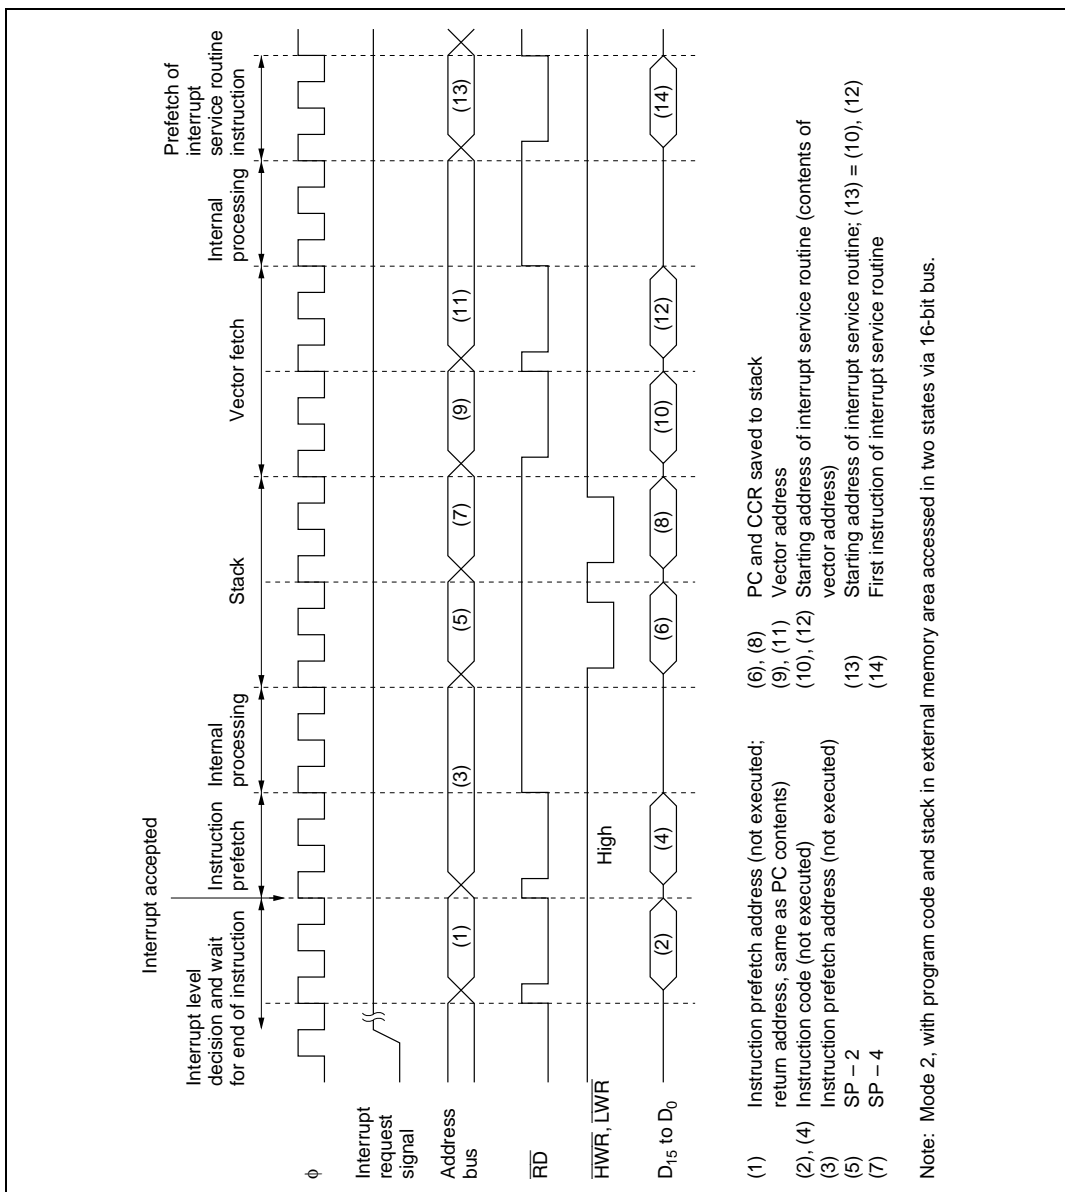 Interrupt accepted
Interrupt level
decision and wait
for end of instruction
Instruction
prefetch
Internal
processing
Stack
Vector fetch
Internal
processing
Prefetch of
interrupt
service routine
instruction
φ
Interrupt
request
signal
Address
bus
(1)
(3)
(5)
(7)
(9)
(11)
(13)
RD
HWR, LWR
High
D15 to D0
(2)
(4)
(6)
(8)
(10)
(12)
(14)
(1) Instruction prefetch address (not executed;
return address, same as PC contents)
(2), (4) Instruction code (not executed)
(3) Instruction prefetch address (not executed)
(5) SP – 2
(7) SP – 4
(6), (8) PC and CCR saved to stack
(9), (11) Vector address
(10), (12) Starting address of interrupt service routine (contents of
vector address)
(13) Starting address of interrupt service routine; (13) = (10), (12)
(14) First instruction of interrupt service routine
Note: Mode 2, with program code and stack in external memory area accessed in two states via 16-bit bus.